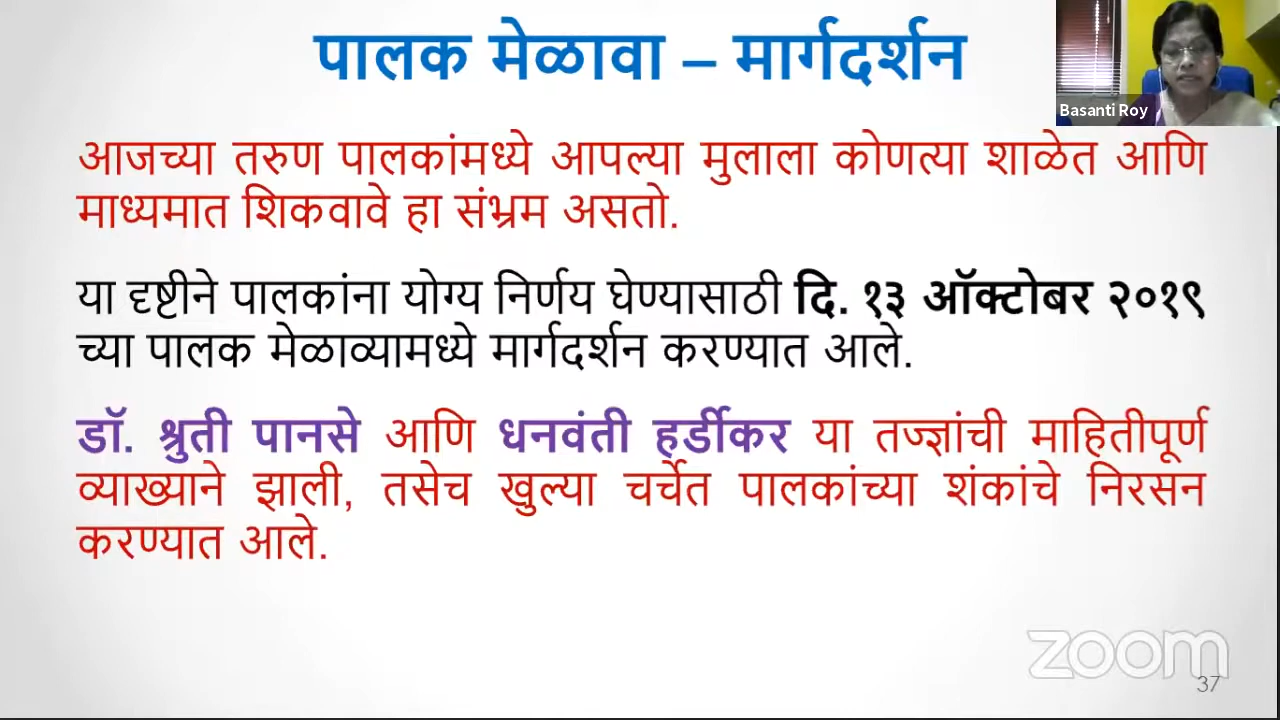 पालक मेळावा – मार्गदर्शन
Basanti Roy
आजच्या तरुण पालकांमध्ये आपल्या मुलाला कोणत्या शाळेत आणि
माध्यमात शिकवावे हा संभ्रम असतो.
या दृष्टीने पालकांना योग्य निर्णय घेण्यासाठी दि. १३ ऑक्टोबर २०१९
च्या पालक मेळाव्यामध्ये मार्गदर्शन करण्यात आले.
डॉ. श्रुती पानसे आणि धनवंती हर्डीकर या तज्ज्ञांची माहितीपूर्ण
व्याख्याने झाली, तसेच खुल्या चर्चेत पालकांच्या शंकांचे निरसन
करण्यात आले.
zoom
37